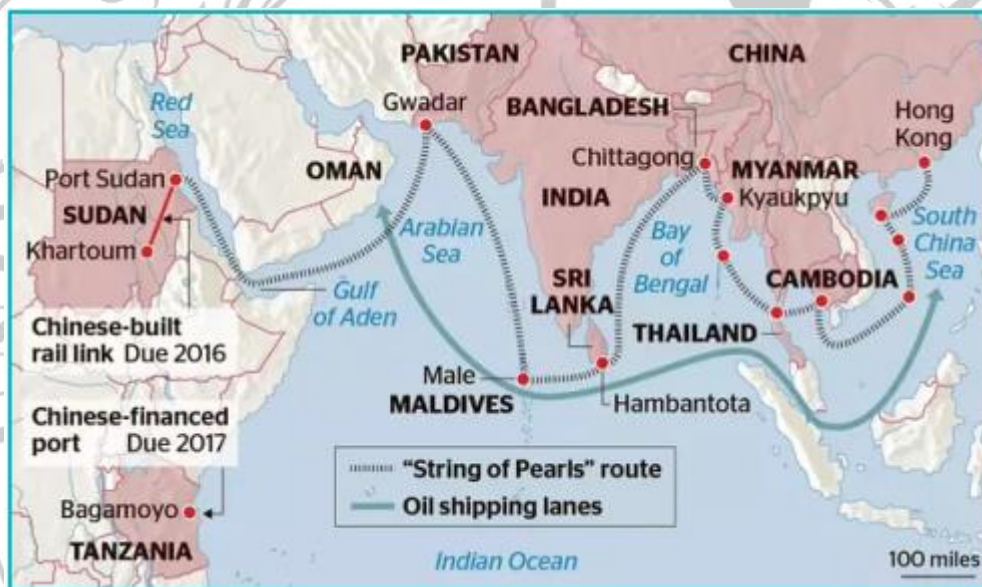 PAKISTAN
CHINA
Gwadar
BANGLADESH
Hong
Kong
Red
Sea
Chittagong
MYANMAR
OMAN
Port Sudan
INDIA
Kyaukpyu
SUDAN
Arabian
Sea
Bay
of
Bengal
South
China
Sea
Khartoum
SRI
LANKA
CAMBODIA
Gulf
of Aden
THAILAND
Chinese-built
rail link Due 2016
Male
MALDIVES
Hambantota
Chinese-financed
port Due 2017
"String of Pearls" route
Oil shipping lanes
Bagamoyo
TANZANIA
Indian Ocean
100 miles